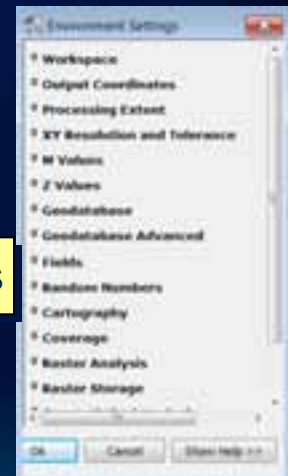 Environment Settings
Workspace
Output Coordinates
Processing Extent
XY Resolution and Tolerance
M Values
Z Values
Geodatabase
Geodatabase Advanced
Fields
S
Random Numbers
Cartography
Coverage
Raster Analysis
Raster Storage
OK Cancel Show Help >>